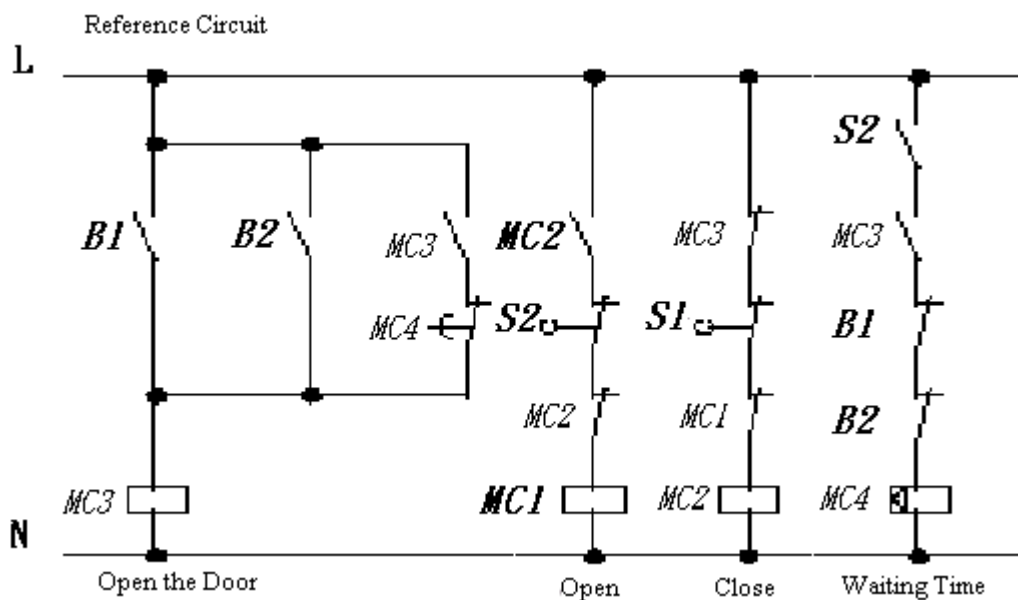 Reference Circuit
L
S2
B1 B2 MC3 MC2 MC3 MC3
MC4 S2 S1 B1
MC2 MC1 B2
MC3 MC1 MC2 MC4
N
Open the Door Open Close Waiting Time